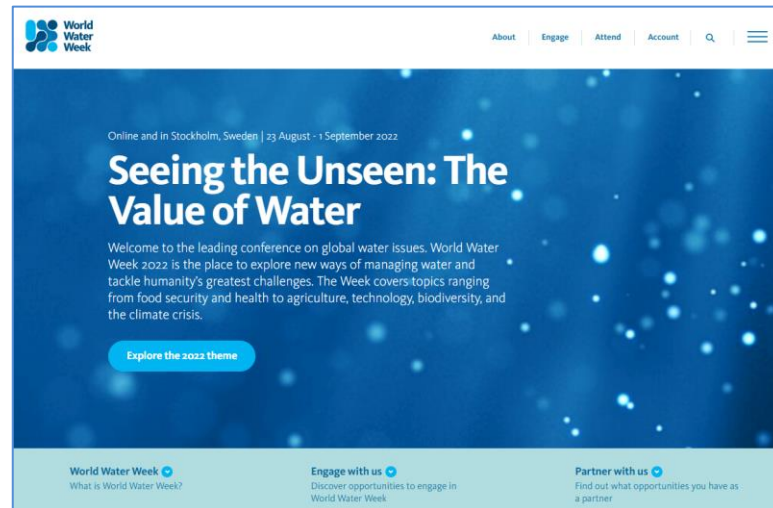 World
Water
Week
About
Engage
Attend
Account
Online and in Stockholm, Sweden | 23 August - 1 September 2022
Seeing the Unseen: The
Value of Water
Welcome to the leading conference on global water issues. World Water
Week 2022 is the place to explore new ways of managing water and
tackle humanity's greatest challenges. The Week covers topics ranging
from food security and health to agriculture, technology, biodiversity, and
the climate crisis.
Explore the 2022 theme
World Water Week
What is World Water Week?
Engage with us
Discover opportunities to engage in
World Water Week
Partner with us
Find out what opportunities you have as
a partner